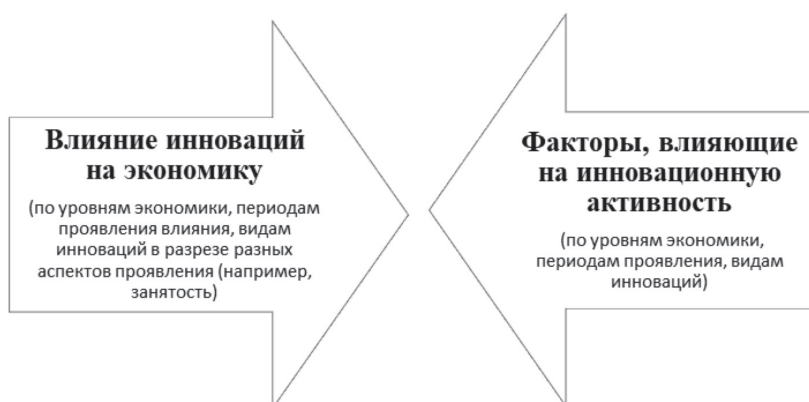 Влияние инноваций
на экономику
(по уровням экономики, периодам
проявления влияния, видам
инноваций в разрезе разных
аспектов проявления (например,
занятость)
Факторы, влияющие
на инновационную
активность
(по уровням экономики,
периодам проявления, видам
инноваций)